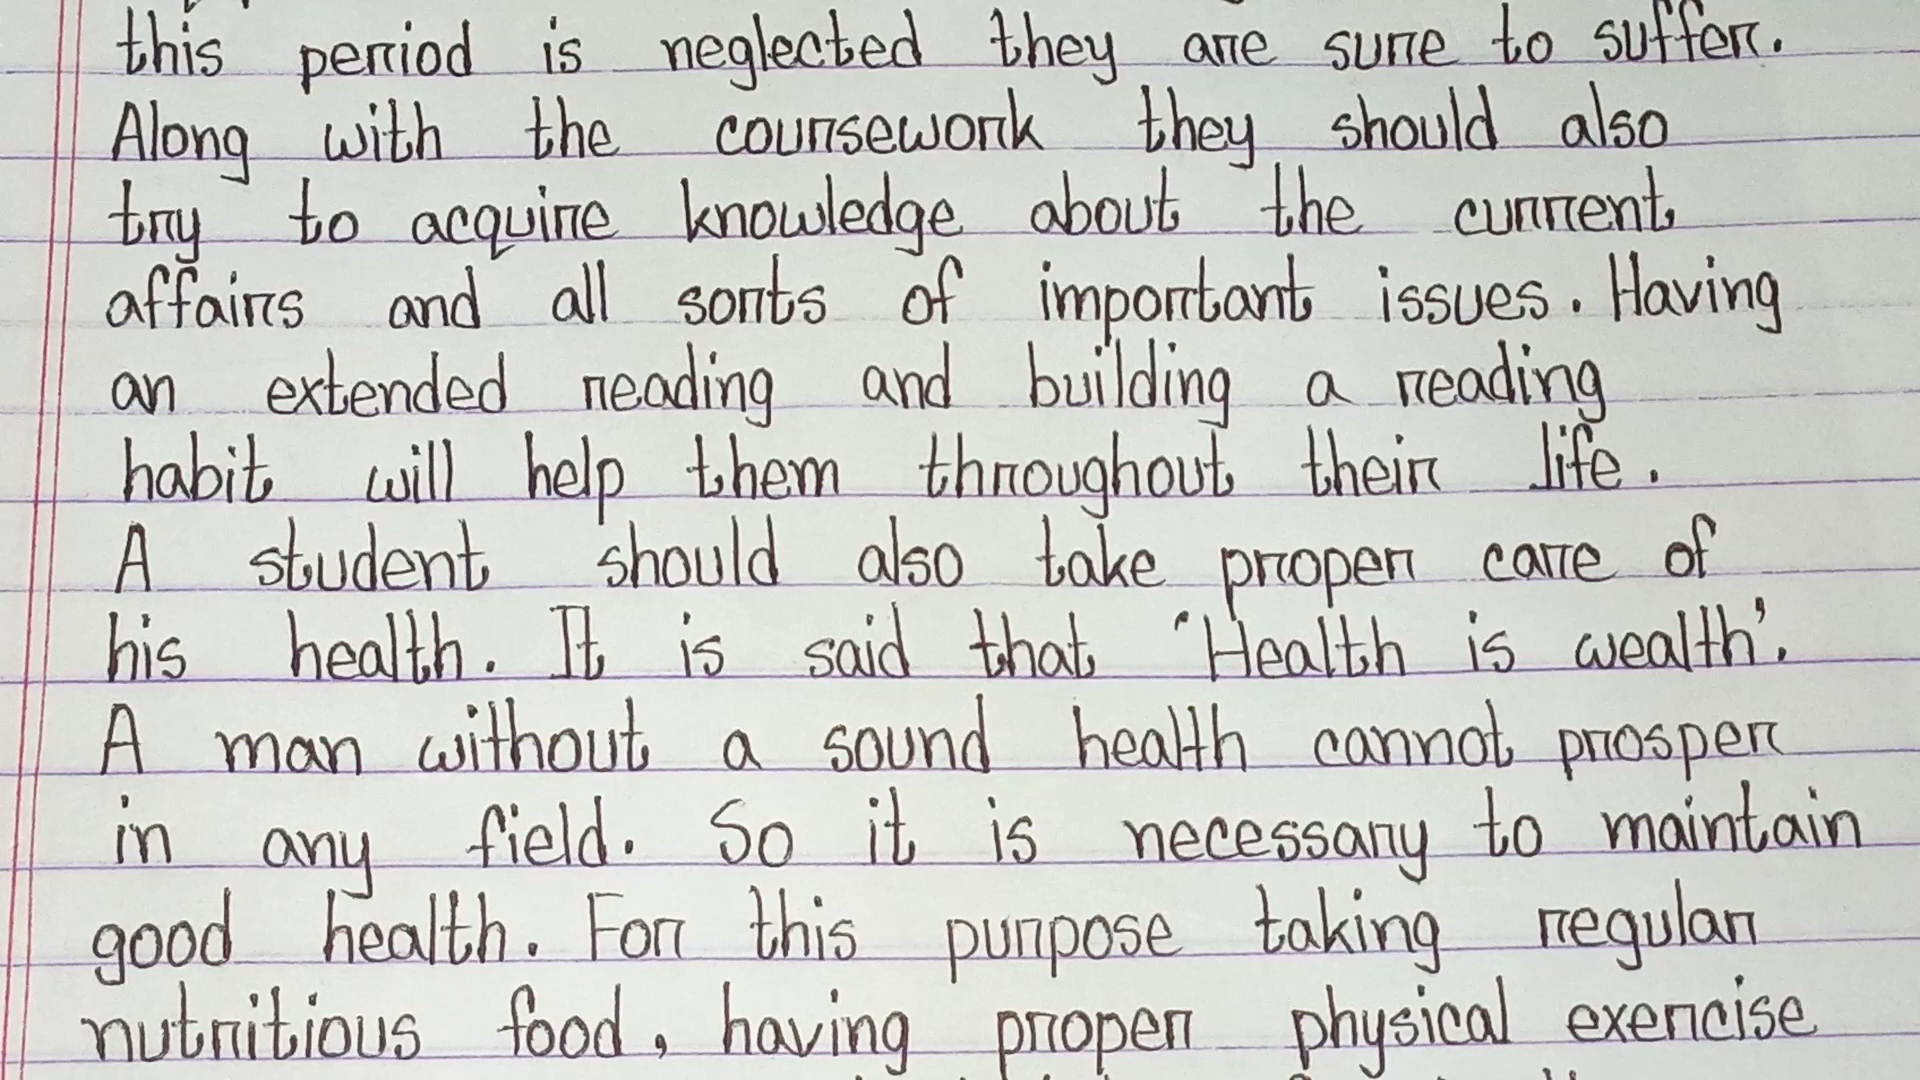 this period is neglected they are sure to suffer.
Along with the coursework they should also
try to acquire knowledge about the current
affairs and all sorts of important issues. Having
an extended reading and building a reading
habit will help them throughout their life.
A student should also take proper care of
his health. It is said that 'Health is wealth'.
A man without a sound health cannot prosper
in any field. So it is necessary to maintain
good health. For this purpose taking regular
nutritious food, having proper physical exercise